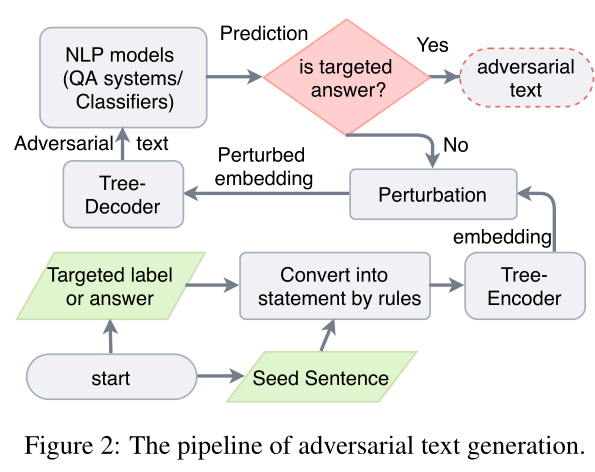 NLP models
(QA systems/
Classifiers)
Prediction
is targeted
answer?
Yes
adversarial
text
Adversarial text
No
Tree-
Decoder
Perturbed
embedding
Perturbation
embedding
Targeted label
or answer
Convert into
statement by rules
Tree-
Encoder
start
Seed Sentence
Figure 2: The pipeline of adversarial text generation.